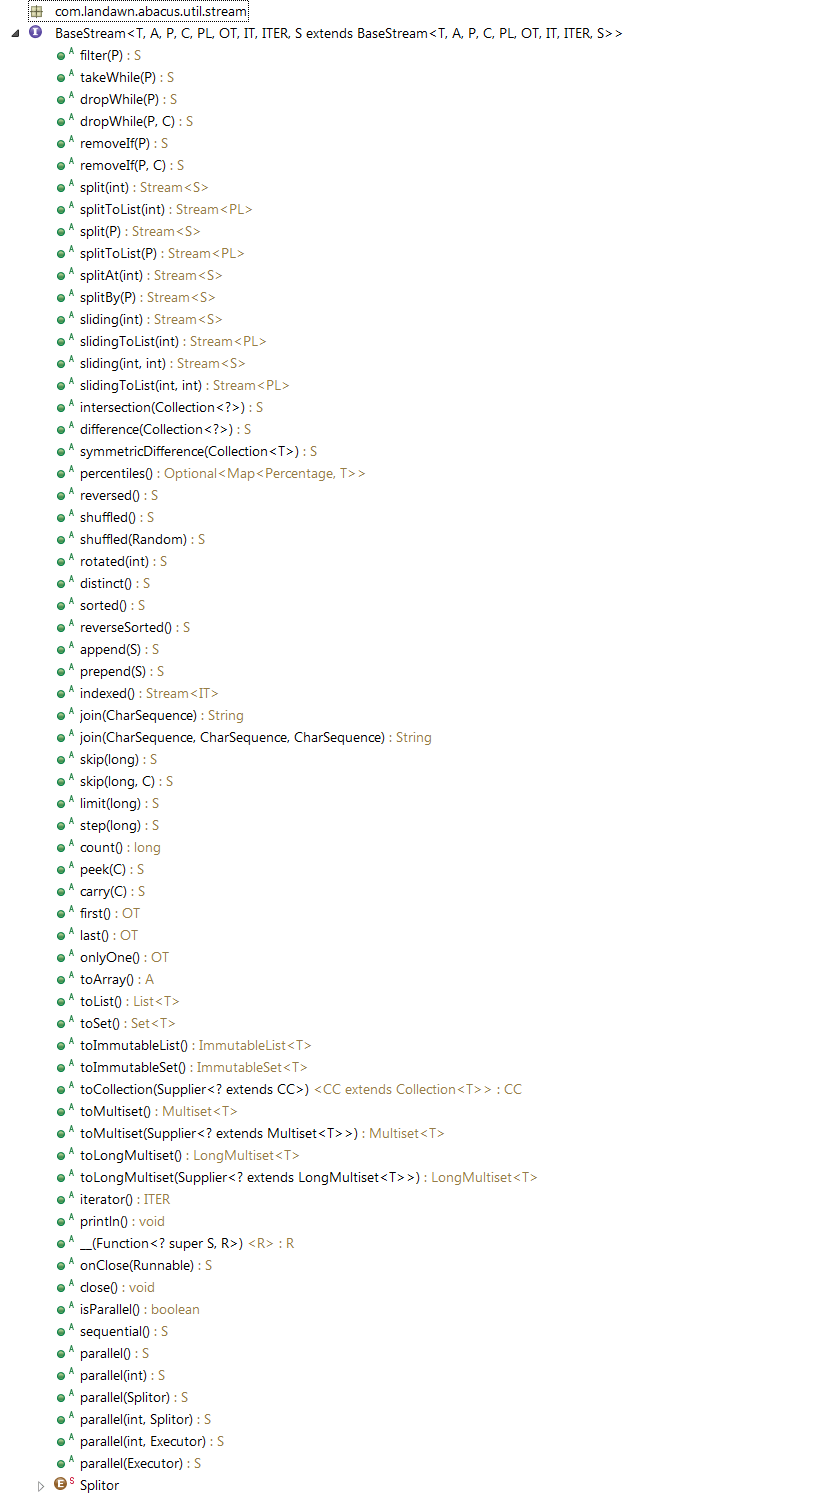 com.landawn.abacus.util.stream
BaseStream<T, A, P, C, PL, OT, IT, ITER, S extends BaseStream<T, A, P, C, PL, OT, IT, ITER, S>>
filter(P) : S
takeWhile(P) : S
dropWhile(P) : S
dropWhile(P, C) : S
removeIf(P) : S
removeIf(P, C) : S
split(int) : Stream<S>
splitToList(int) : Stream<PL>
split(P) : Stream<S>
splitToList(P) : Stream<PL>
splitAt(int) : Stream<S>
splitBy(P) : Stream<S>
sliding(int) : Stream<S>
slidingToList(int) : Stream<PL>
sliding(int, int) : Stream<S>
slidingToList(int, int) : Stream<PL>
intersection(Collection<?>) : S
difference(Collection<?>) : S
symmetricDifference(Collection<T>) : S
percentiles() : Optional<Map<Percentage, T>>
reversed() : S
shuffled() : S
shuffled(Random) : S
rotated(int) : S
distinct() : S
sorted() : S
reverseSorted() : S
append(S) : S
prepend(S) : S
indexed() : Stream<IT>
join(CharSequence) : String
join(CharSequence, CharSequence, CharSequence) : String
skip(long) : S
skip(long, C) : S
limit(long) : S
step(long) : S
count() : long
peek(C) : S
carry(C) : S
first() : OT
last() : OT
onlyOne() : OT
toArray() : A
toList() : List<T>
toSet() : Set<T>
toImmutableList() : ImmutableList<T>
toImmutableSet() : ImmutableSet<T>
toCollection(Supplier<? extends CC>) <CC extends Collection<T>> : CC
toMultiset() : Multiset<T>
toMultiset(Supplier<? extends Multiset<T>>) : Multiset<T>
toLongMultiset() : LongMultiset<T>
toLongMultiset(Supplier<? extends LongMultiset<T>>) : LongMultiset<T>
iterator() : ITER
println() : void
__(Function<? super S, R>) <R> : R
onClose(Runnable) : S
close() : void
isParallel() : boolean
sequential() : S
parallel() : S
parallel(int) : S
parallel(Splitor) : S
parallel(int, Splitor) : S
parallel(int, Executor) : S
parallel(Executor) : S
Splitor